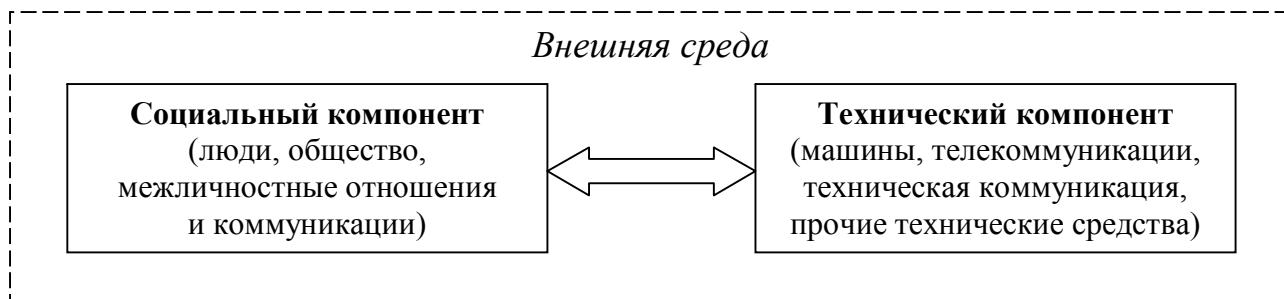 Внешняя среда
Социальный компонент
(люди, общество,
межличностные отношения
и коммуникации)
Технический компонент
(машины, телекоммуникации,
техническая коммуникация,
прочие технические средства)